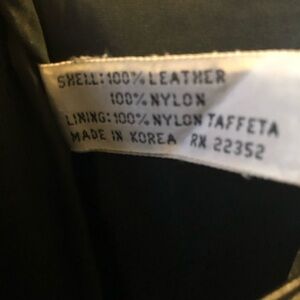 SHELL:100% LEATHER
100% NYLON
LINING:100% NYLON TAFFETA
MADE IN KOREA RN 22352